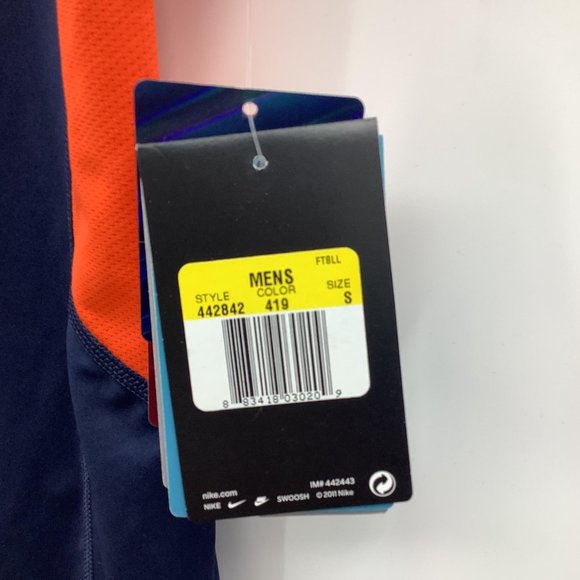 FTBLL
MENS
STYLE COLOR SIZE
442842 419 S
8 83418 03020 9
nike.com IM# 442443
NIKE SWOOSH © 2011 Nike